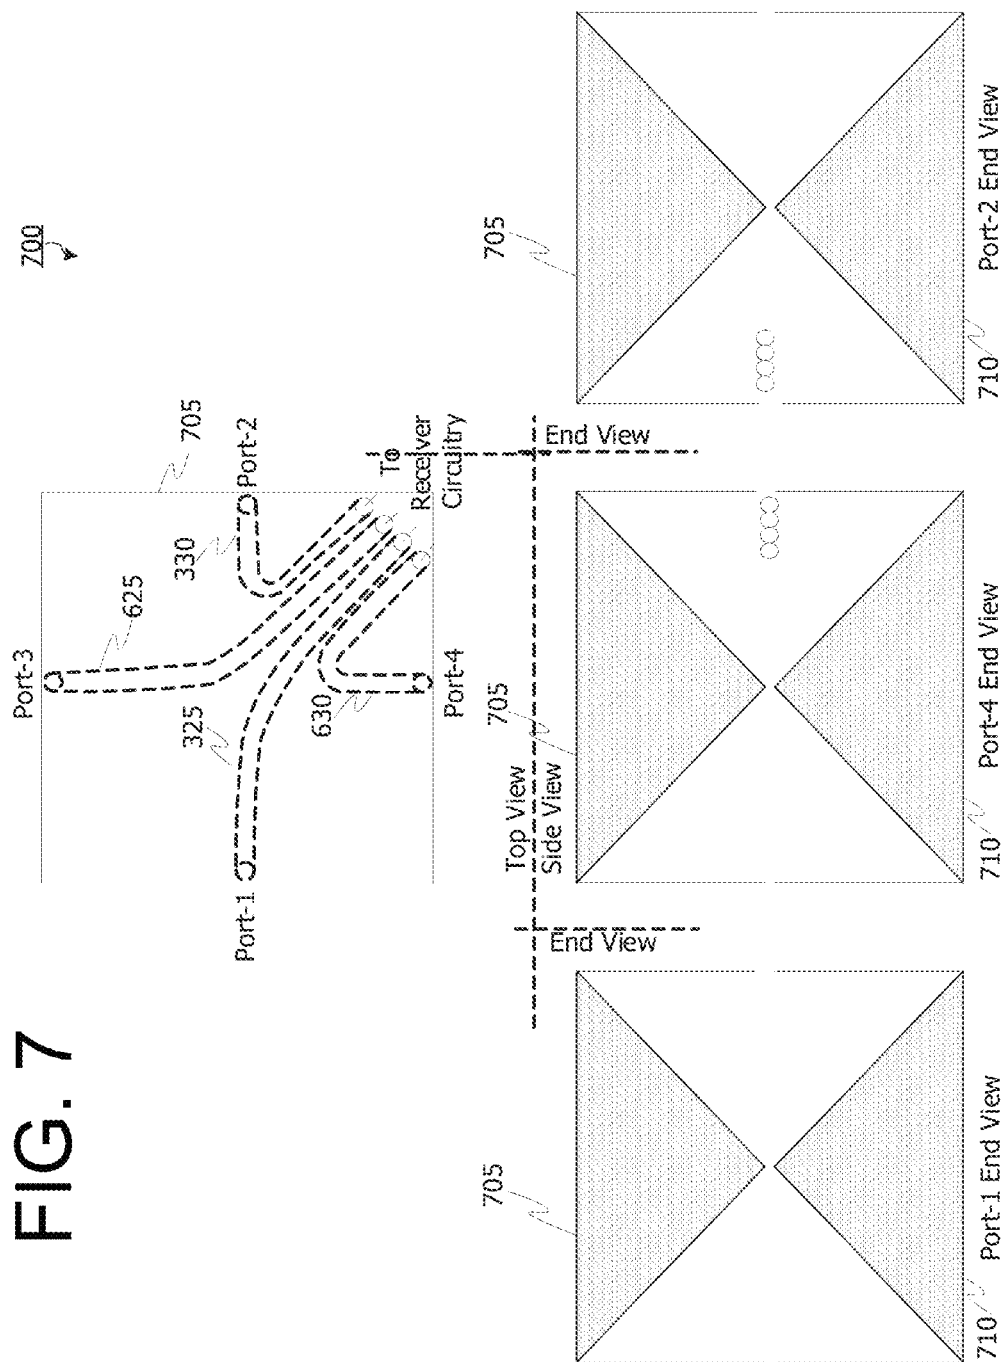 FIG. 7
700
Port-3
625
330
705
Port-2
325
Port-1
630
Port-4
To
Receiver
Circuitry
Top View
Side View
End View
End View
705
705
705
710
Port-1 End View
710
Port-4 End View
710
Port-2 End View